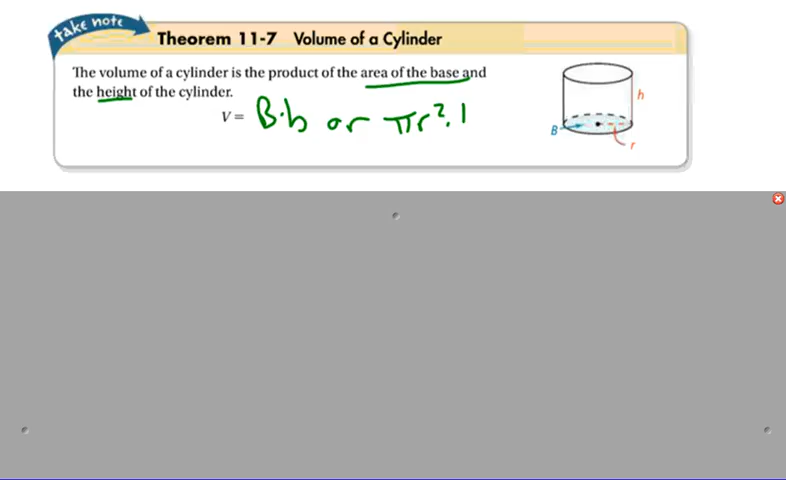 take note
Theorem 11-7 Volume of a Cylinder
The volume of a cylinder is the product of the area of the base and
the height of the cylinder.
V = B·h or πr²·
h
B
r